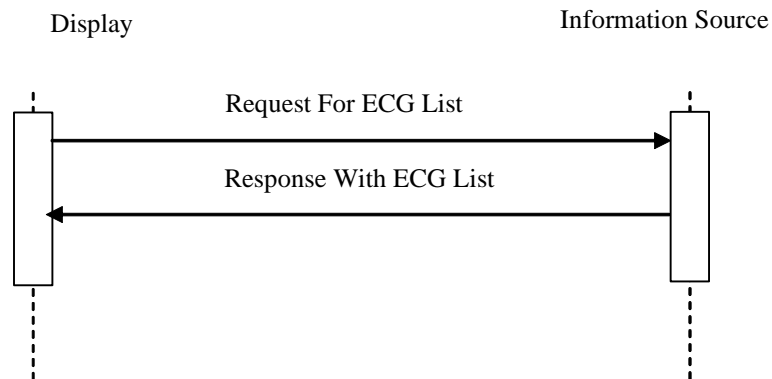 Display
Information Source
Request For ECG List
Response With ECG List